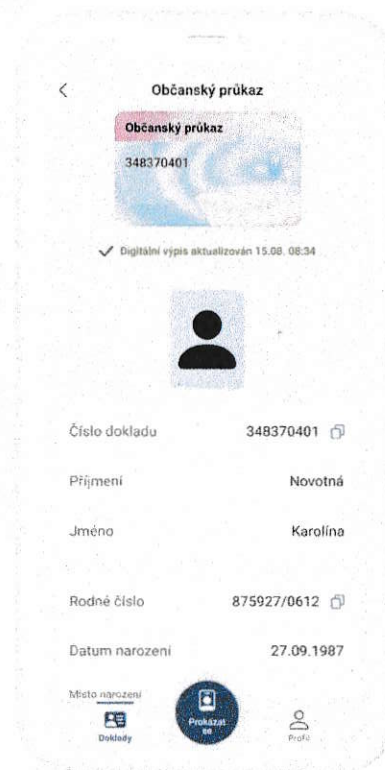 Občanský průkaz
Občanský průkaz
348370401
Digitální výpis aktualizován 15.08. 08:34
Číslo dokladu 348370401
Příjmení Novotná
Jméno Karolína
Rodné číslo 875927/0612
Datum narození 27.09.1987
Místo narození
Doklady Prokázat se Profil